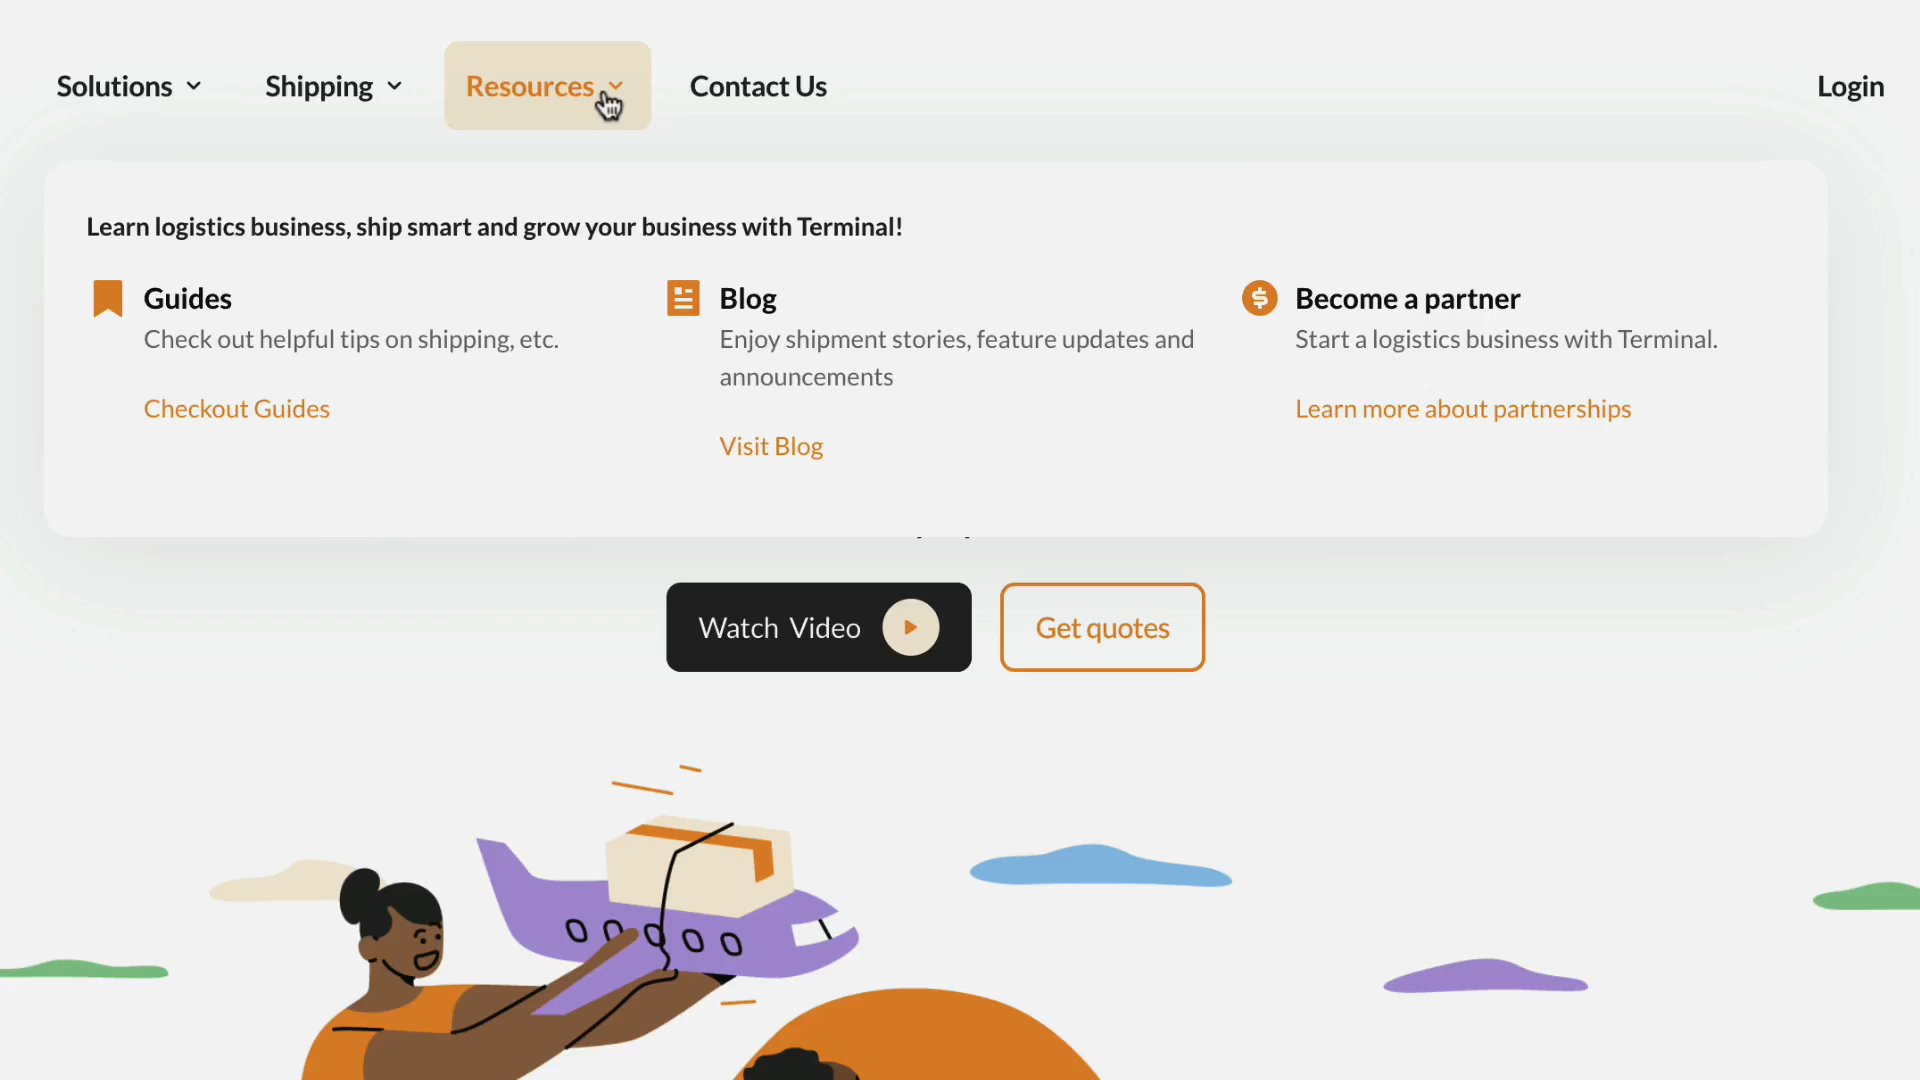 Solutions
Shipping
Resources
Contact Us
Login
Learn logistics business, ship smart and grow your business with Terminal!
Guides
Check out helpful tips on shipping, etc.
Checkout Guides
Blog
Enjoy shipment stories, feature updates and
announcements
Visit Blog
Become a partner
Start a logistics business with Terminal.
Learn more about partnerships
Watch Video
Get quotes